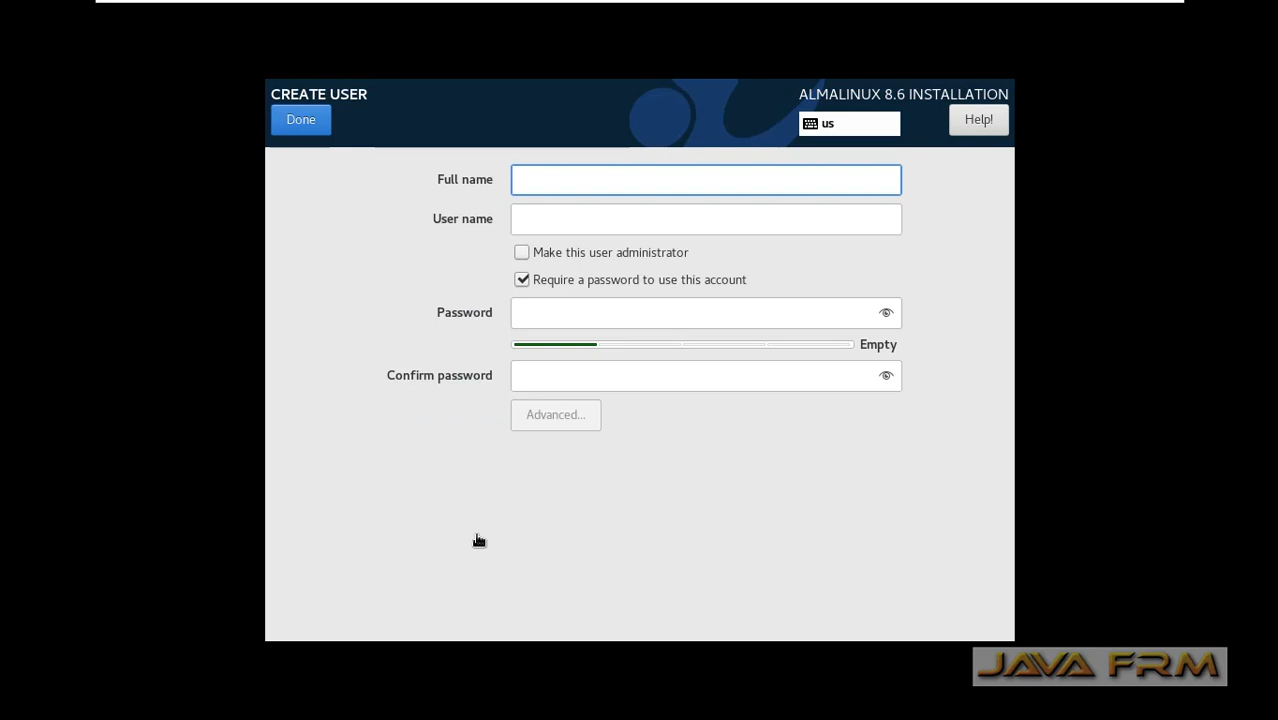 CREATE USER
ALMALINUX 8.6 INSTALLATION
Done
us
Help!
Full name
User name
Make this user administrator
Require a password to use this account
Password
Empty
Confirm password
Advanced...
JAVA FRM